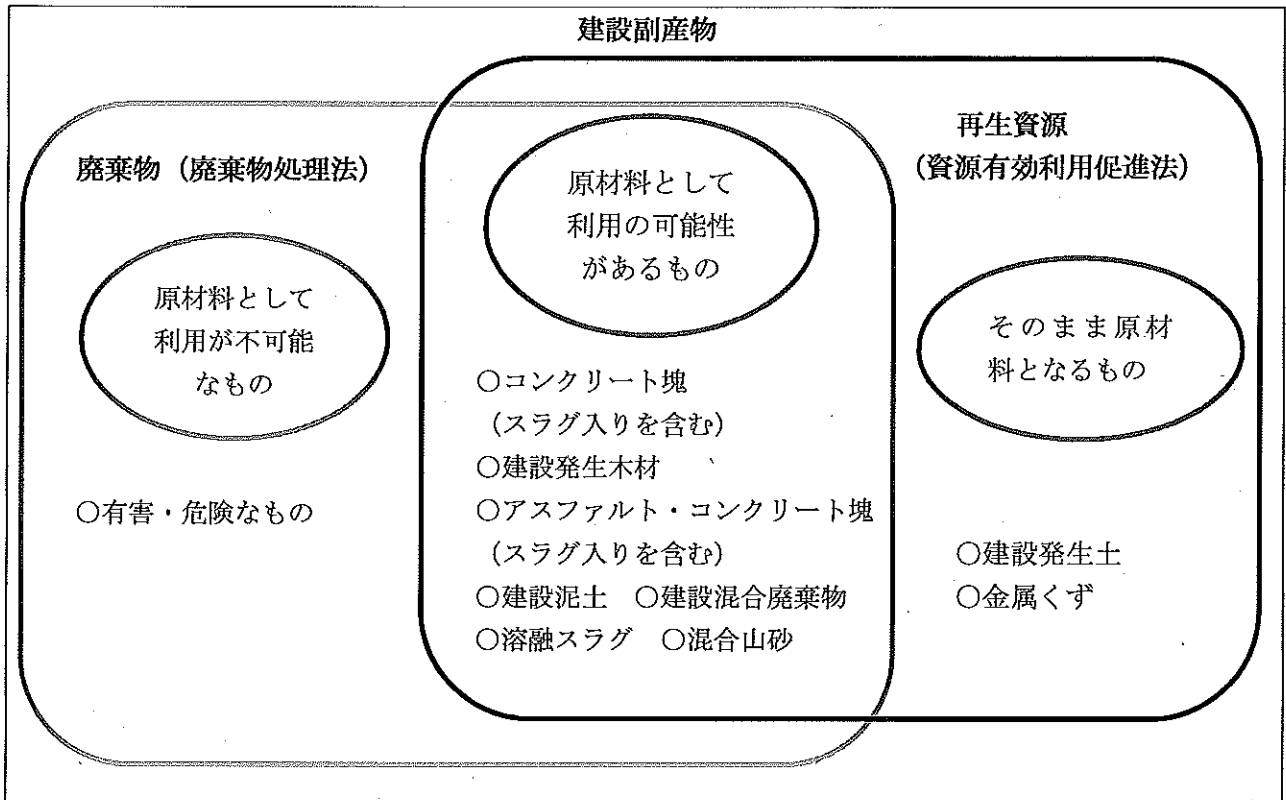 建設副産物
廃棄物（廃棄物処理法）
原材料として
利用が不可能
なもの
○有害・危険なもの
原材料として
利用の可能性
があるもの
○コンクリート塊
（スラグ入りを含む）
○建設発生木材
○アスファルト・コンクリート塊
（スラグ入りを含む）
○建設泥土　○建設混合廃棄物
○溶融スラグ　○混合山砂
再生資源
（資源有効利用促進法）
そのまま原材
料となるもの
○建設発生土
○金属くず